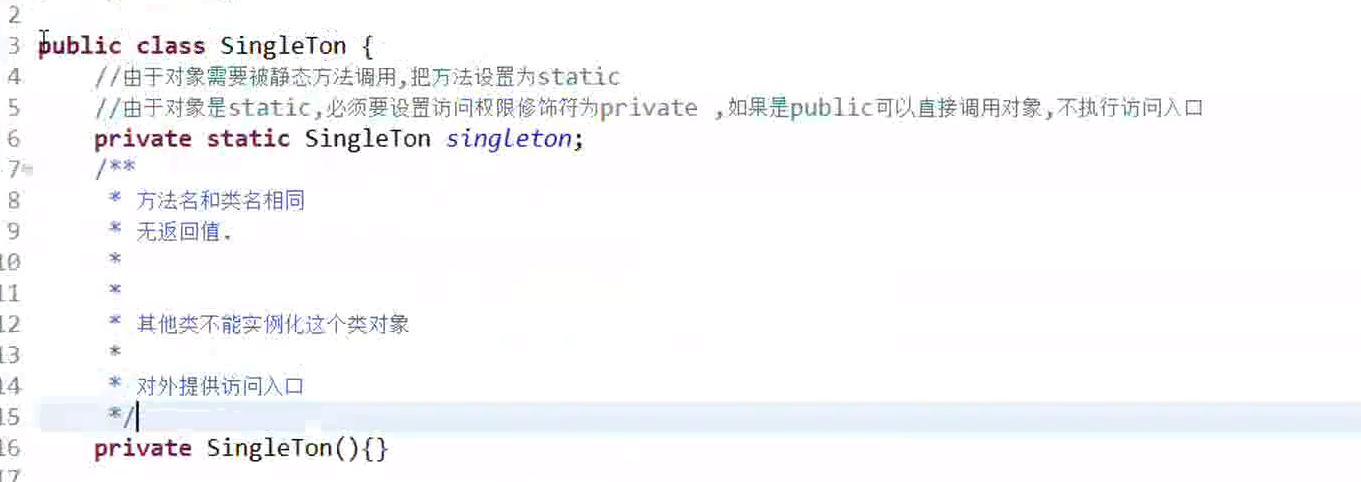 2
3 public class SingleTon {
4 //由于对象需要被静态方法调用,把方法设置为static
5 //由于对象是static,必须要设置访问权限修饰符为private ,如果是public可以直接调用对象,不执行访问入口
6 private static SingleTon singleton;
7 /**
8 * 方法名和类名相同
9 * 无返回值.
10 *
11 *
12 * 其他类不能实例化这个类对象
13 *
14 * 对外提供访问入口
15 */
16 private SingleTon(){}
17